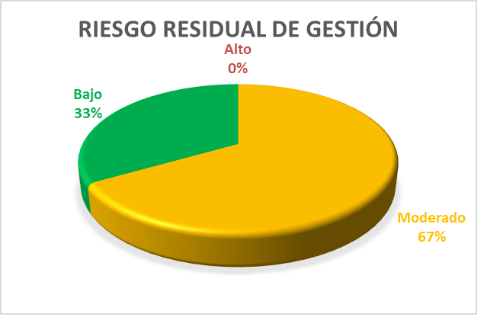 RIESGO RESIDUAL DE GESTIÓN
Alto
0%
Bajo
33%
Moderado
67%